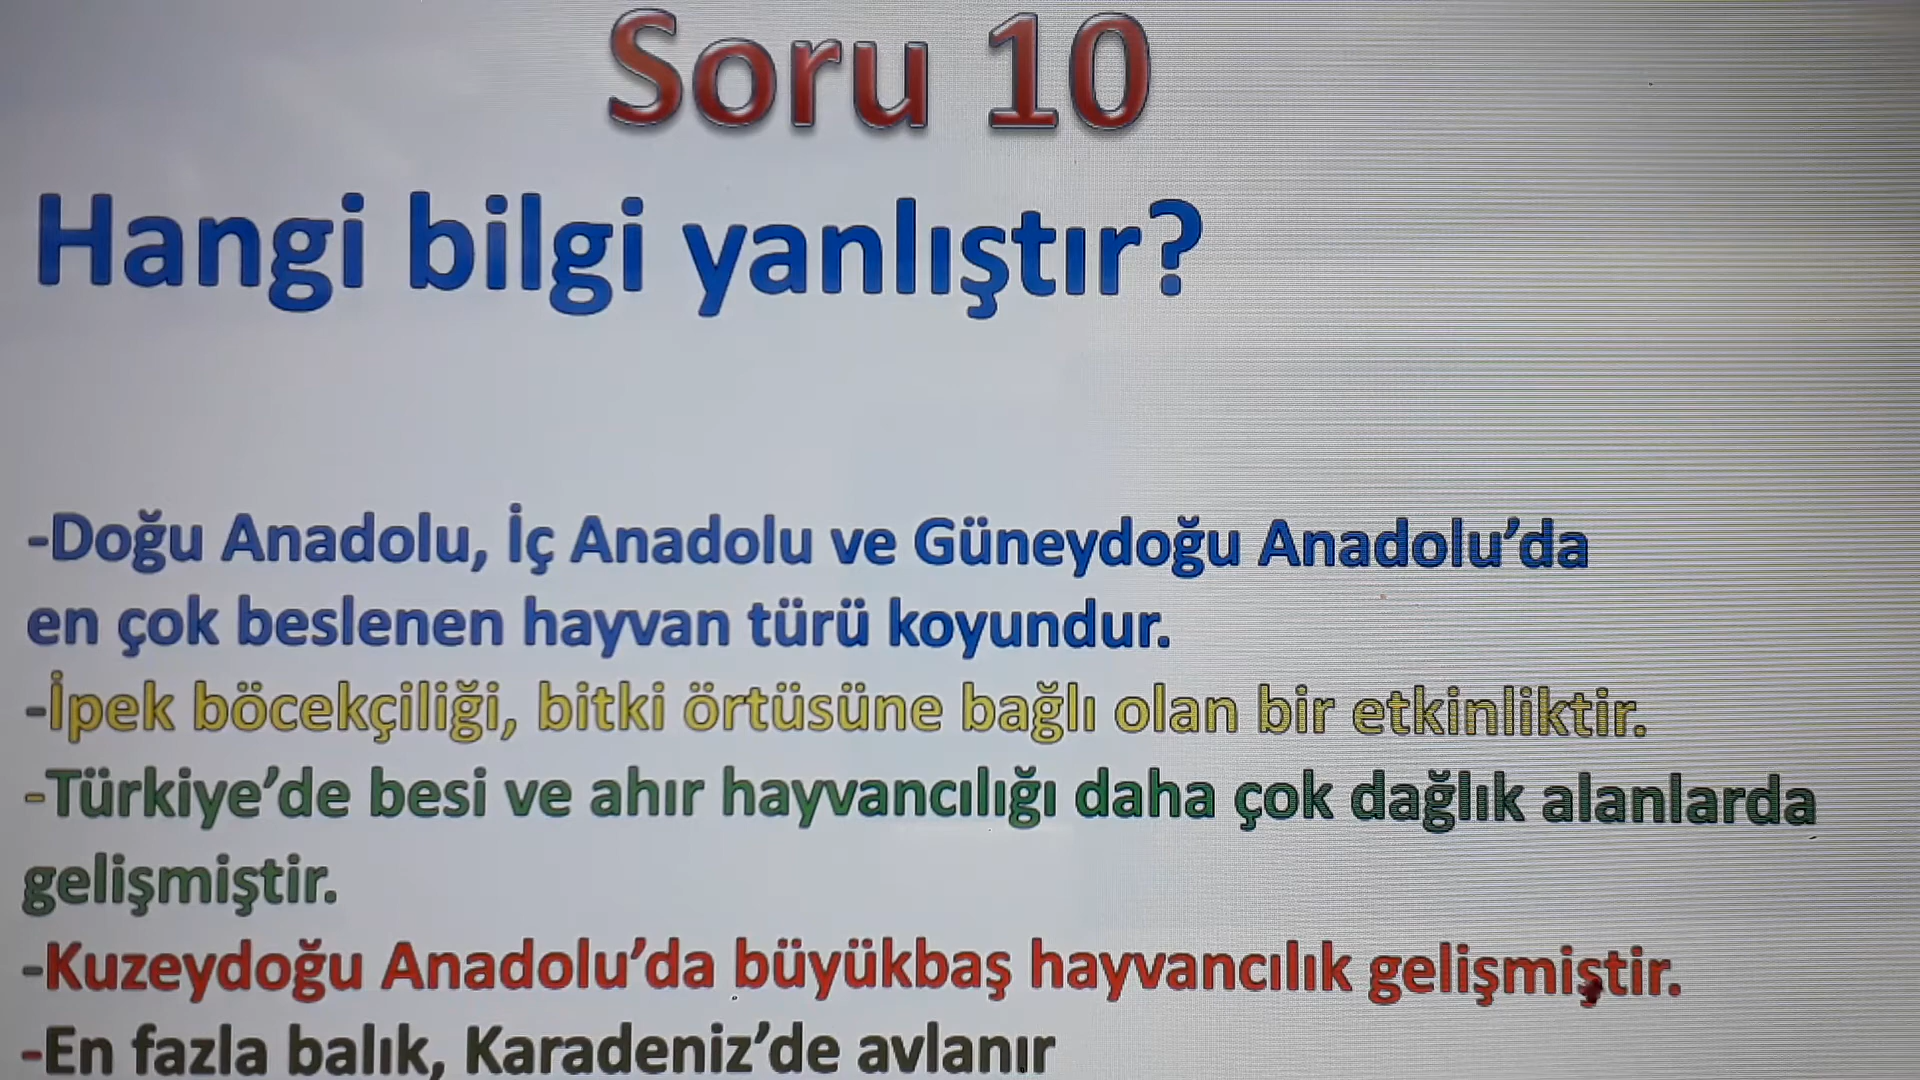 Soru 10
Hangi bilgi yanlıştır?
-Doğu Anadolu, İç Anadolu ve Güneydoğu Anadolu'da
en çok beslenen hayvan türü koyundur.
-İpek böcekçiliği, bitki örtüsüne bağlı olan bir etkinliktir.
-Türkiye'de besi ve ahır hayvancılığı daha çok dağlık alanlarda
gelişmiştir.
-Kuzeydoğu Anadolu'da büyükbaş hayvancılık gelişmiştir.
-En fazla balık, Karadeniz'de avlanır